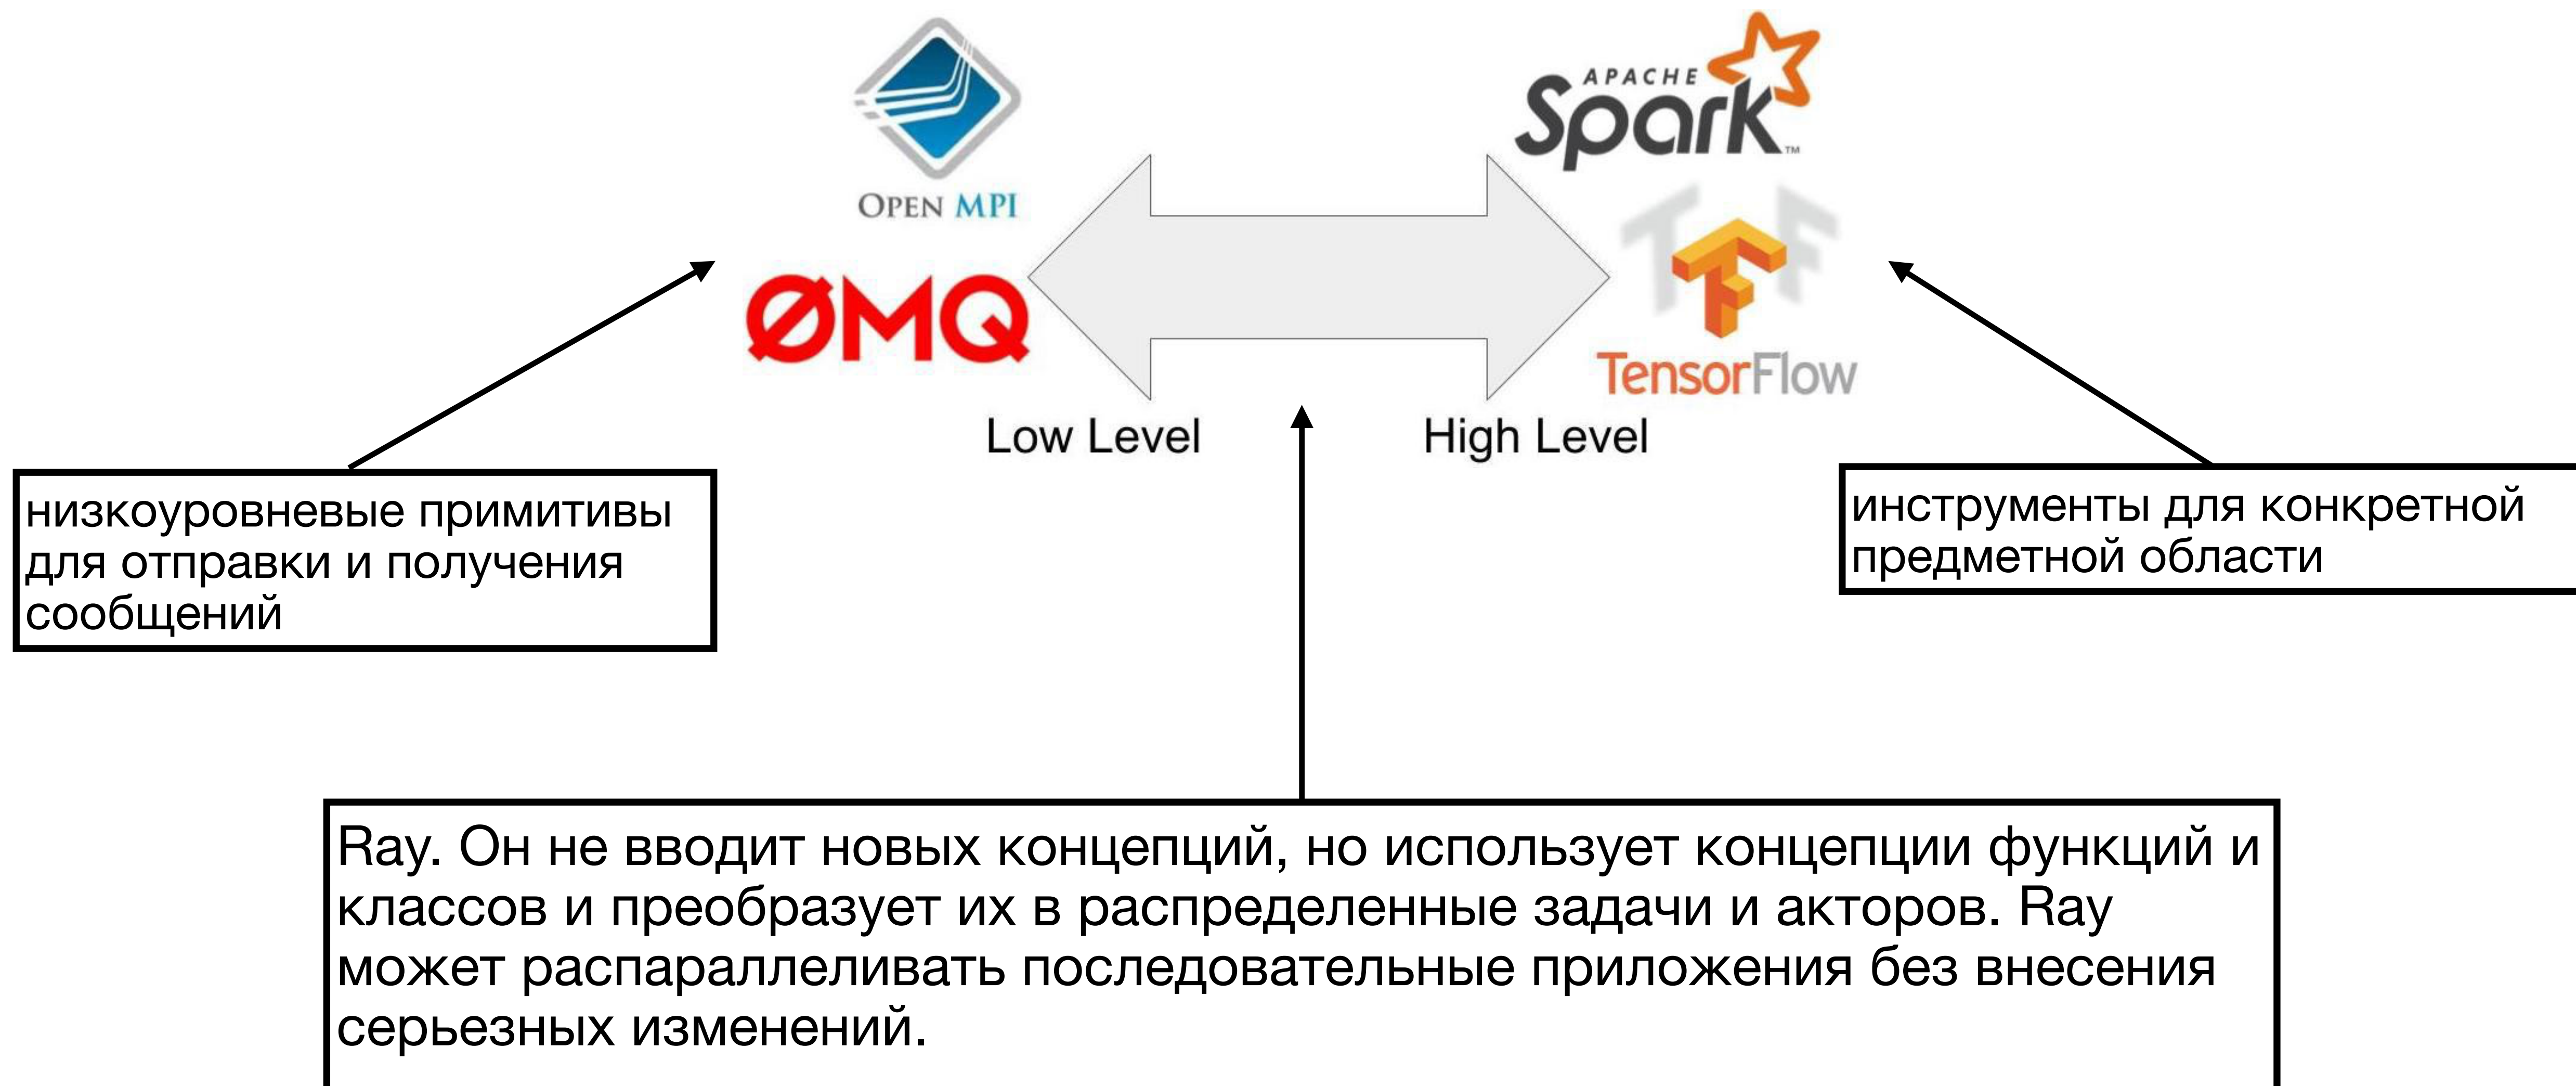 APACHE
Spark™
OPEN MPI
ØMQ
TensorFlow
Low Level
High Level
низкоуровневые примитивы
для отправки и получения
сообщений
инструменты для конкретной
предметной области
Ray. Он не вводит новых концепций, но использует концепции функций и
классов и преобразует их в распределенные задачи и акторов. Ray
может распараллеливать последовательные приложения без внесения
серьезных изменений.